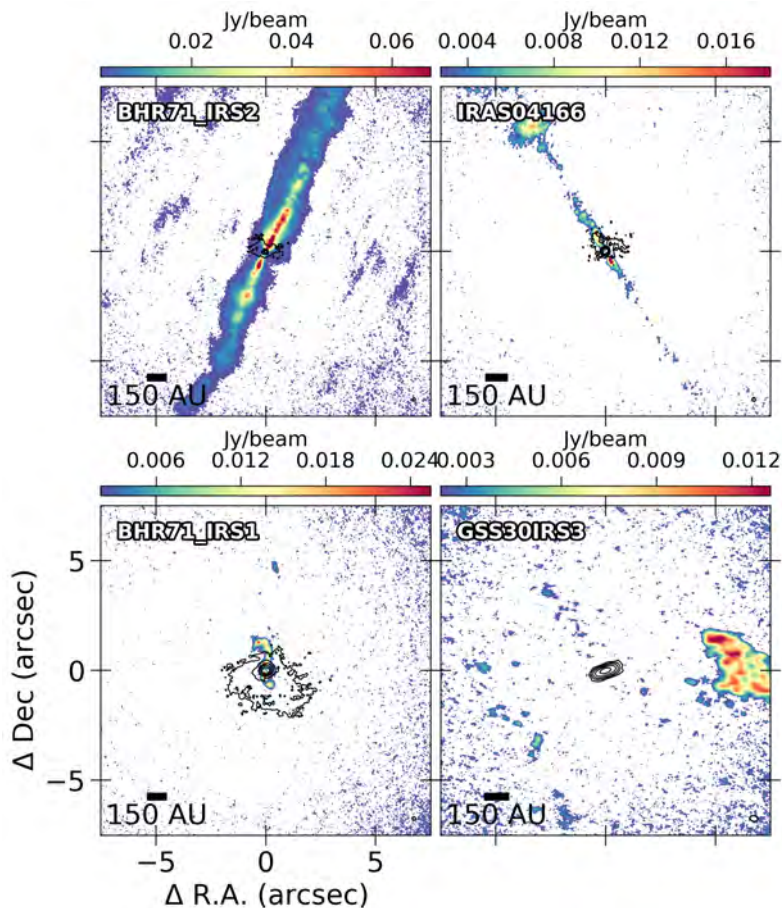 Jy/beam
Jy/beam
0.02 0.04 0.06
0.004 0.008 0.012 0.016
BHR71_IRS2
IRAS04166
150 AU
150 AU
Jy/beam
Jy/beam
0.006 0.012 0.018 0.024
0.003 0.006 0.009 0.012
BHR71_IRS1
GSS30IRS3
5
0
−5
Δ Dec (arcsec)
150 AU
150 AU
−5 0 5
Δ R.A. (arcsec)